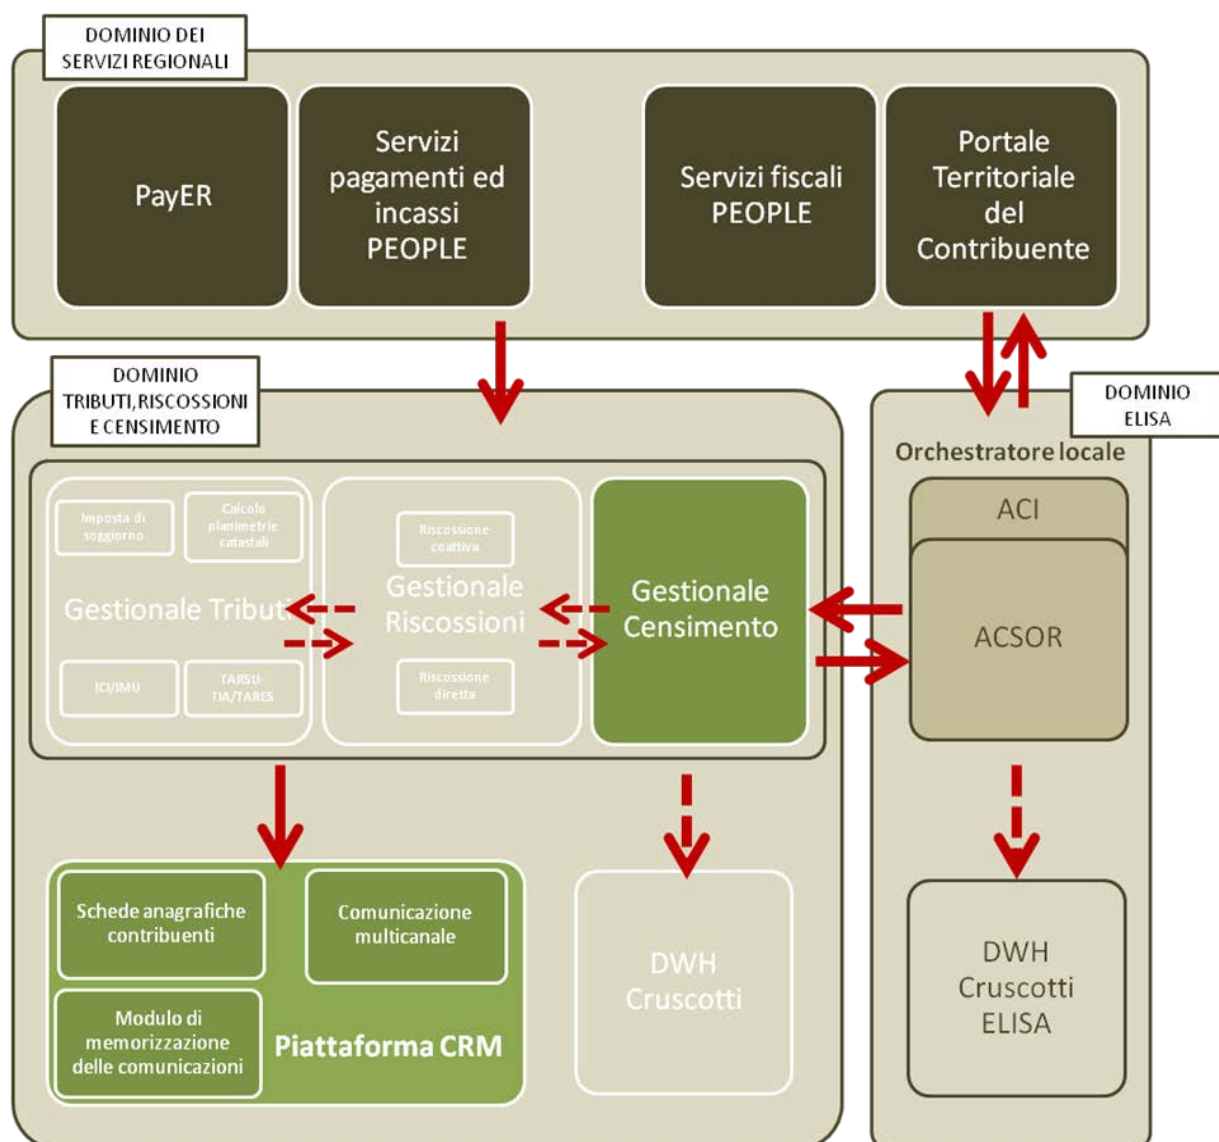 DOMINIO DEI
SERVIZI REGIONALI
PayER
Servizi
pagamenti ed
incassi
PEOPLE
Servizi fiscali
PEOPLE
Portale
Territoriale
del
Contribuente
DOMINIO
TRIBUTI,RISCOSSIONI
E CENSIMENTO
DOMINIO
ELISA
Orchestratore locale
Imposta di
soggiorno
Calcolo
planimetrie
catastali
Gestionale Tributi
ICI/IMU
TARSU-
TIA/TARES
Riscossione
coattiva
Gestionale
Riscossioni
Riscossione
diretta
Gestionale
Censimento
ACI
ACSOR
Schede anagrafiche
contribuenti
Comunicazione
multicanale
Modulo di
memorizzazione
delle comunicazioni
Piattaforma CRM
DWH
Cruscotti
DWH
Cruscotti
ELISA